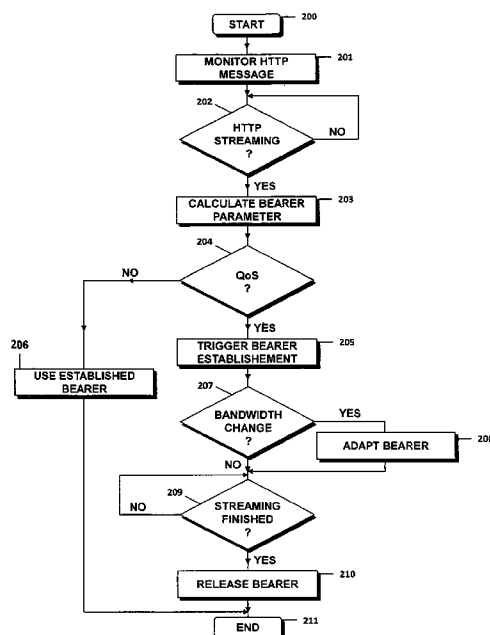 START
200
MONITOR HTTP
MESSAGE
201
202
HTTP
STREAMING
?
NO
YES
CALCULATE BEARER
PARAMETER
203
204
NO
QoS
?
YES
206
USE ESTABLISHED
BEARER
TRIGGER BEARER
ESTABLISHEMENT
205
207
BANDWIDTH
CHANGE
?
YES
ADAPT BEARER
NO
209
STREAMING
FINISHED
?
NO
YES
RELEASE BEARER
210
END
211